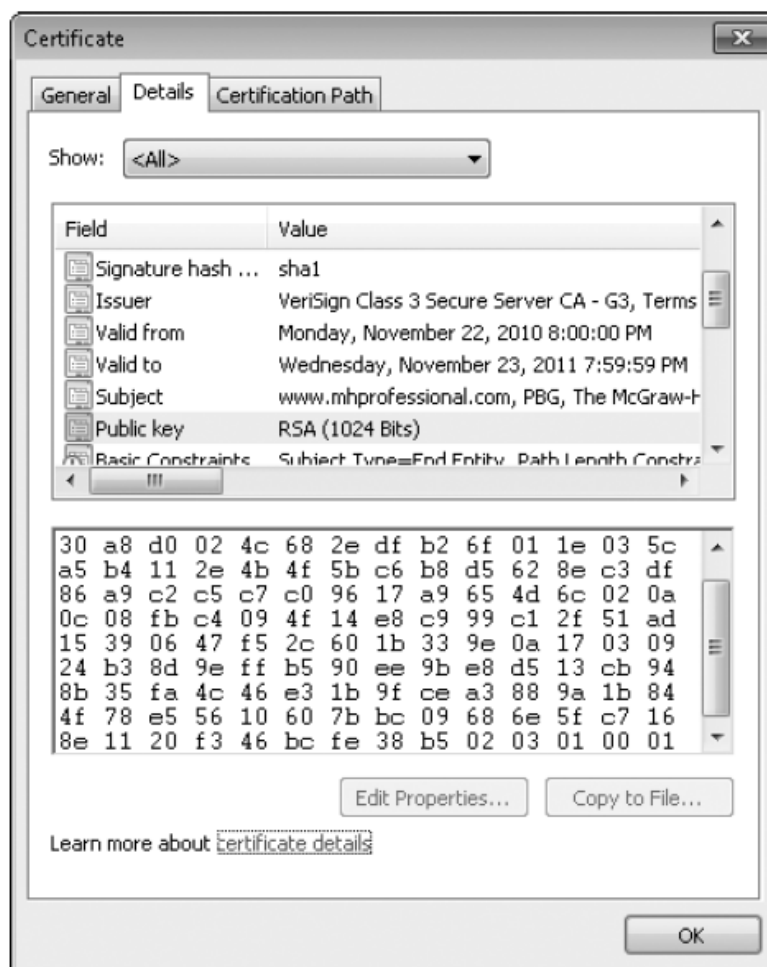 Certificate
General Details Certification Path
Show: <All>
Field Value
Signature hash ... sha1
Issuer VeriSign Class 3 Secure Server CA - G3, Terms
Valid from Monday, November 22, 2010 8:00:00 PM
Valid to Wednesday, November 23, 2011 7:59:59 PM
Subject www.mhprofessional.com, PBG, The McGraw-H
Public key RSA (1024 Bits)
Basic Constraints Subject Type=End Entity, Path Length Constra
30 a8 d0 02 4c 68 2e df b2 6f 01 1e 03 5c
a5 b4 11 2e 4b 4f 5b c6 b8 d5 62 8e c3 df
86 a9 c2 c5 c7 c0 96 17 a9 65 4d 6c 02 0a
0c 08 fb c4 09 4f 14 e8 c9 99 c1 2f 51 ad
15 39 06 47 f5 2c 60 1b 33 9e 0a 17 03 09
24 b3 8d 9e ff b5 90 ee 9b e8 d5 13 cb 94
8b 35 fa 4c 46 e3 1b 9f ce a3 88 9a 1b 84
4f 78 e5 56 10 60 7b bc 09 68 6e 5f c7 16
8e 11 20 f3 46 bc fe 38 b5 02 03 01 00 01
Edit Properties... Copy to File...
Learn more about certificate details
OK